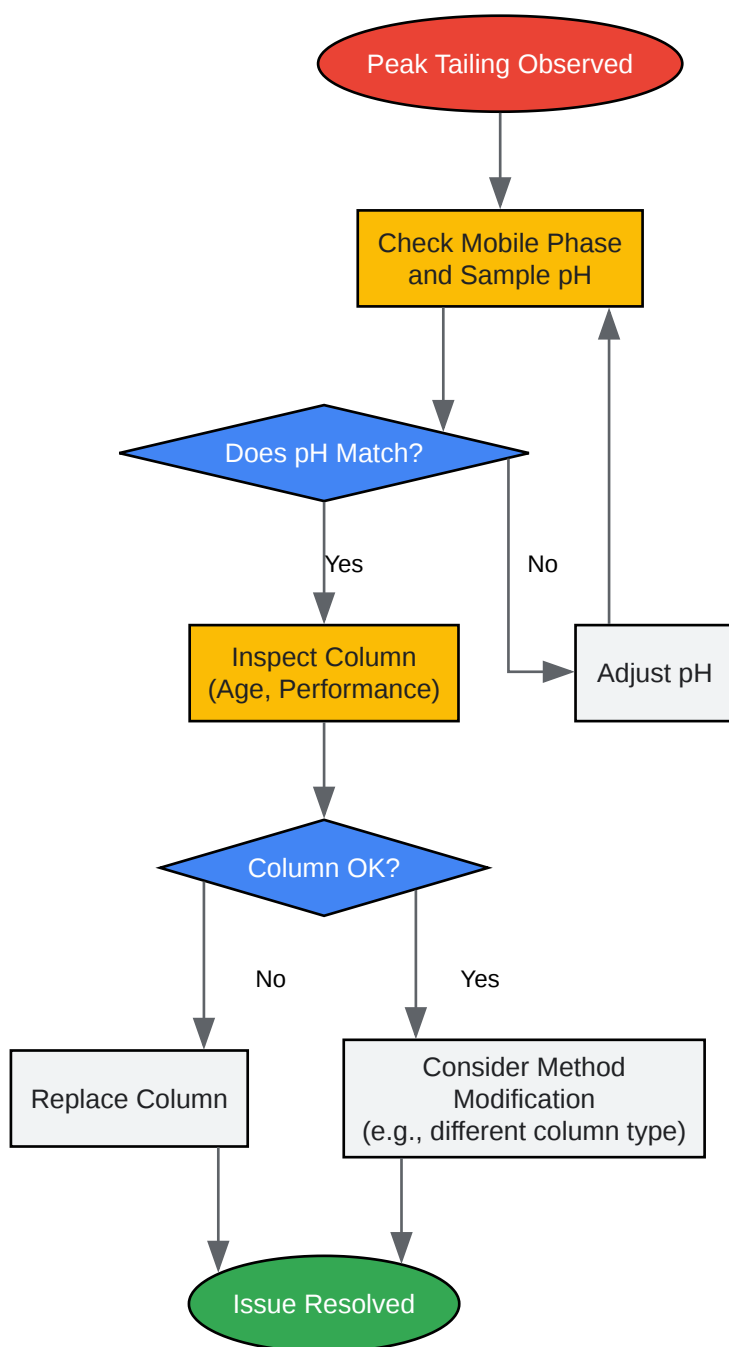 Peak Tailing Observed
Check Mobile Phase
and Sample pH
Does pH Match?
Yes
No
Inspect Column
(Age, Performance)
Adjust pH
Column OK?
No
Yes
Replace Column
Consider Method
Modification
(e.g., different column type)
Issue Resolved